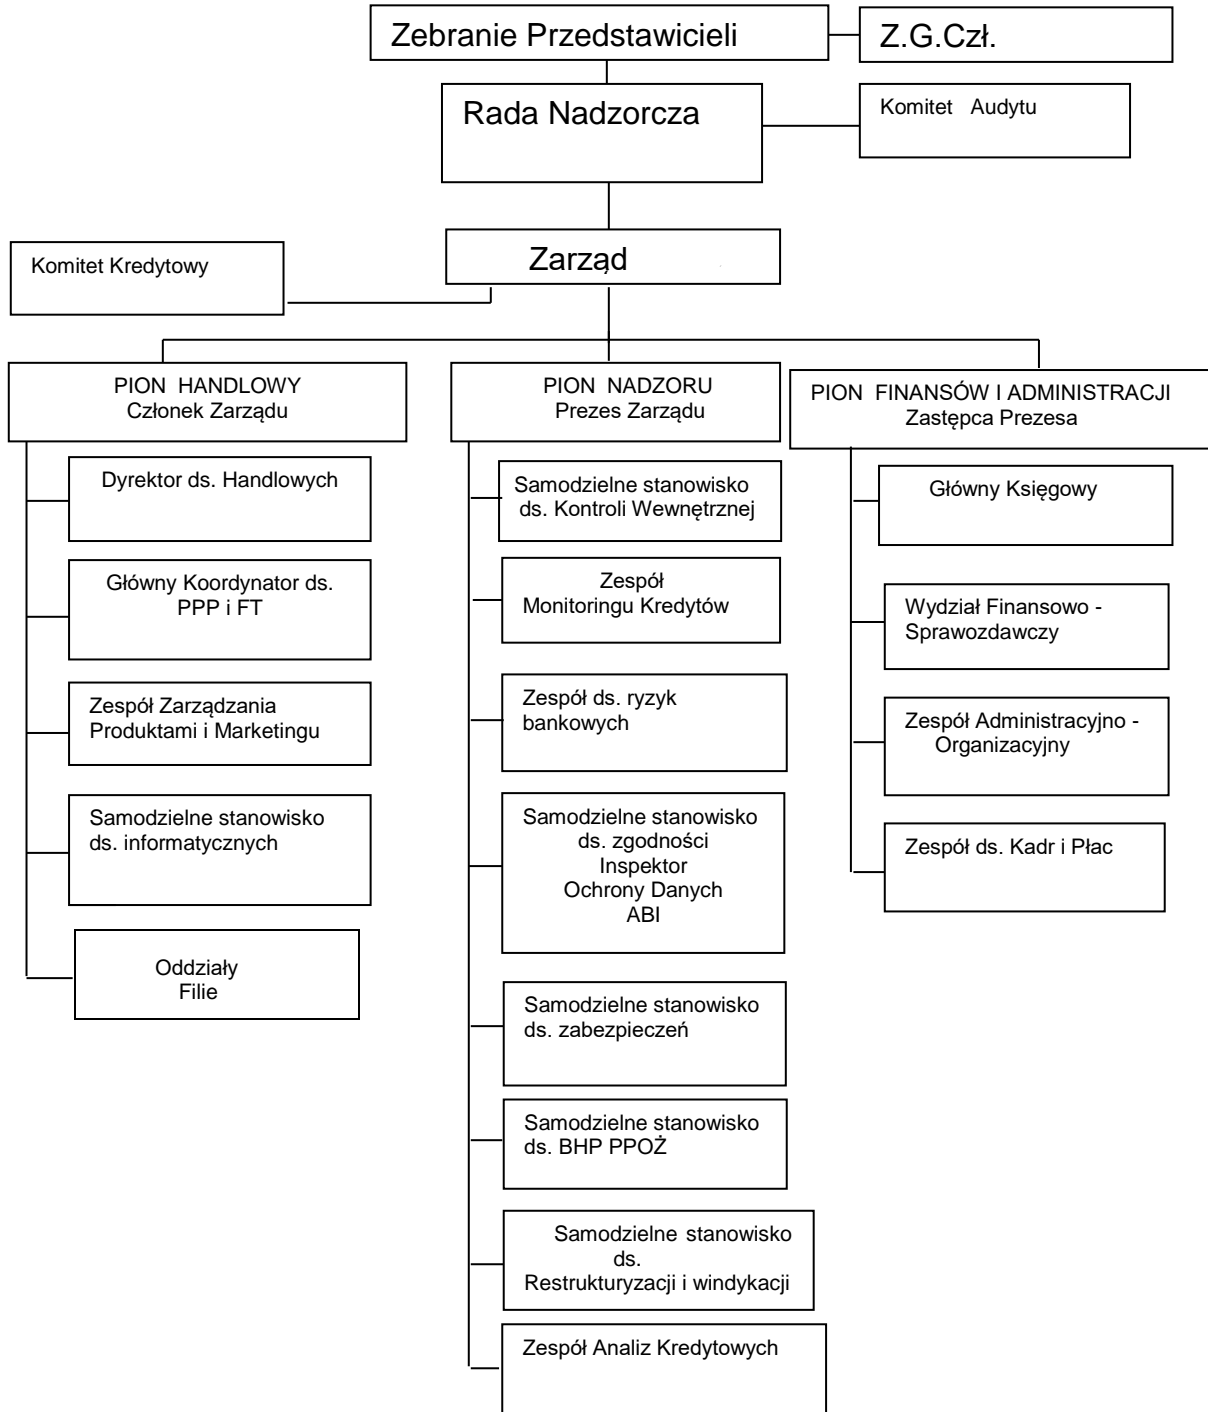 Zebranie Przedstawicieli
Z.G.Czł.
Rada Nadzorcza
Komitet Audytu
Zarząd
Komitet Kredytowy
PION HANDLOWY
Członek Zarządu
PION NADZORU
Prezes Zarządu
PION FINANSÓW I ADMINISTRACJI
Zastępca Prezesa
Dyrektor ds. Handlowych
Główny Koordynator ds.
PPP i FT
Zespół Zarządzania
Produktami i Marketingu
Samodzielne stanowisko
ds. informatycznych
Oddziały
Filie
Samodzielne stanowisko
ds. Kontroli Wewnętrznej
Zespół
Monitoringu Kredytów
Zespół ds. ryzyk
bankowych
Samodzielne stanowisko
ds. zgodności
Inspektor
Ochrony Danych
ABI
Samodzielne stanowisko
ds. zabezpieczeń
Samodzielne stanowisko
ds. BHP PPOŻ
Samodzielne stanowisko
ds.
Restrukturyzacji i windykacji
Zespół Analiz Kredytowych
Główny Księgowy
Wydział Finansowo -
Sprawozdawczy
Zespół Administracyjno -
Organizacyjny
Zespół ds. Kadr i Płac